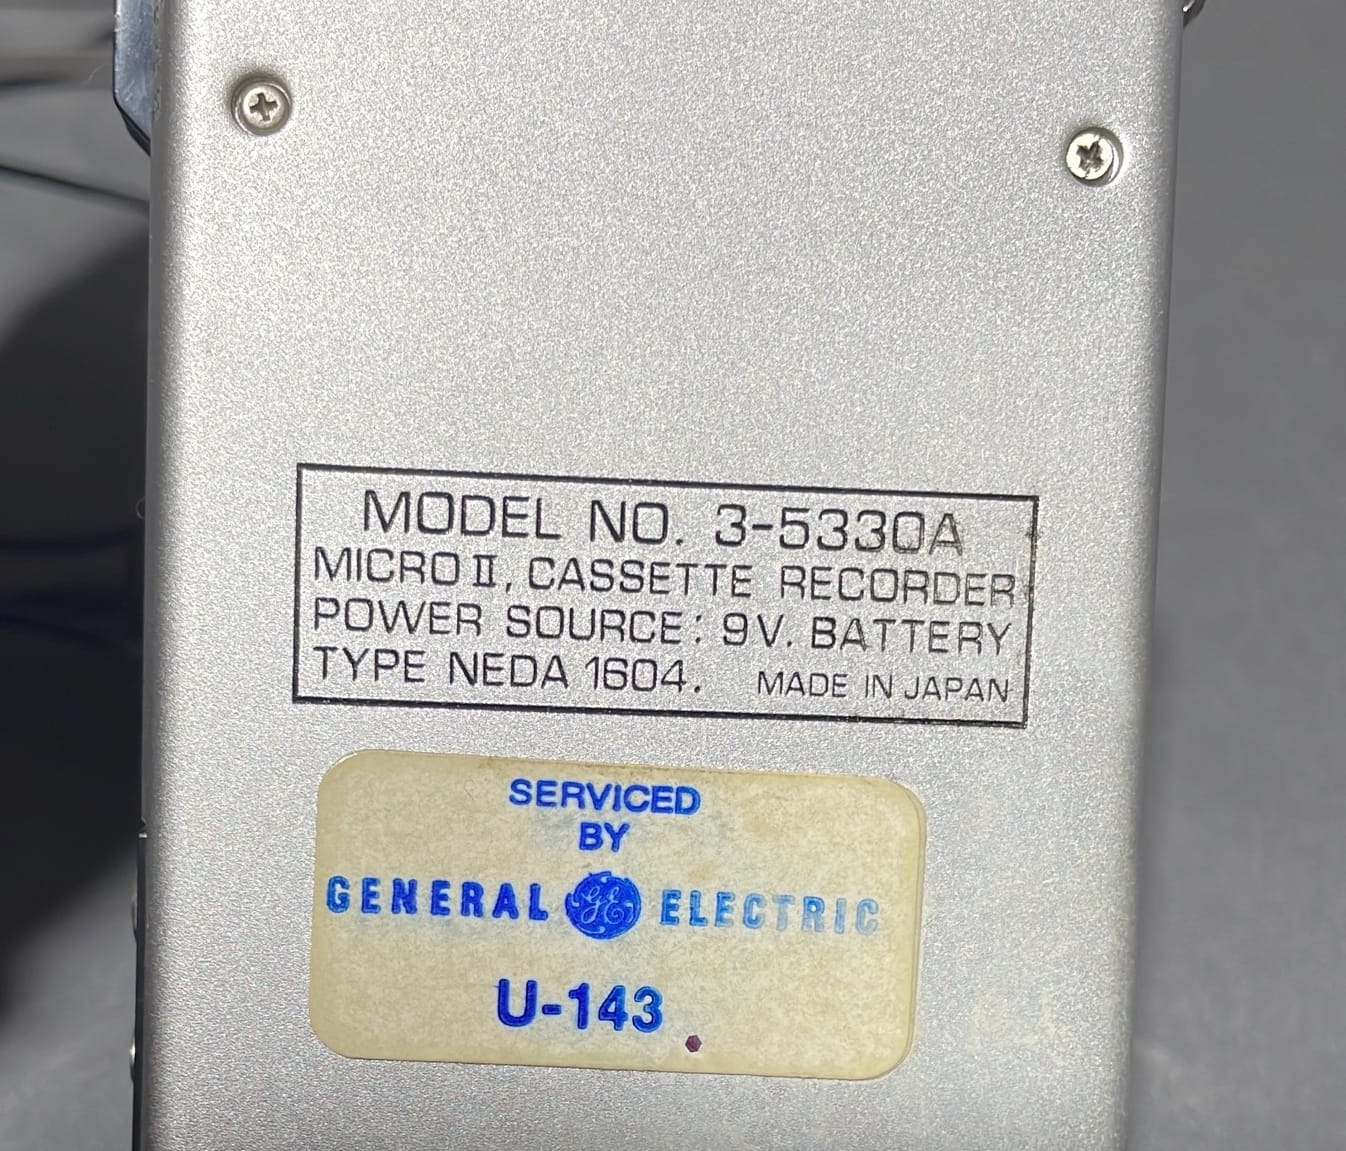 MODEL NO. 3-5330A
MICRO II, CASSETTE RECORDER
POWER SOURCE: 9V. BATTERY
TYPE NEDA 1604. MADE IN JAPAN
SERVICED
BY
GENERAL GE ELECTRIC
U-143